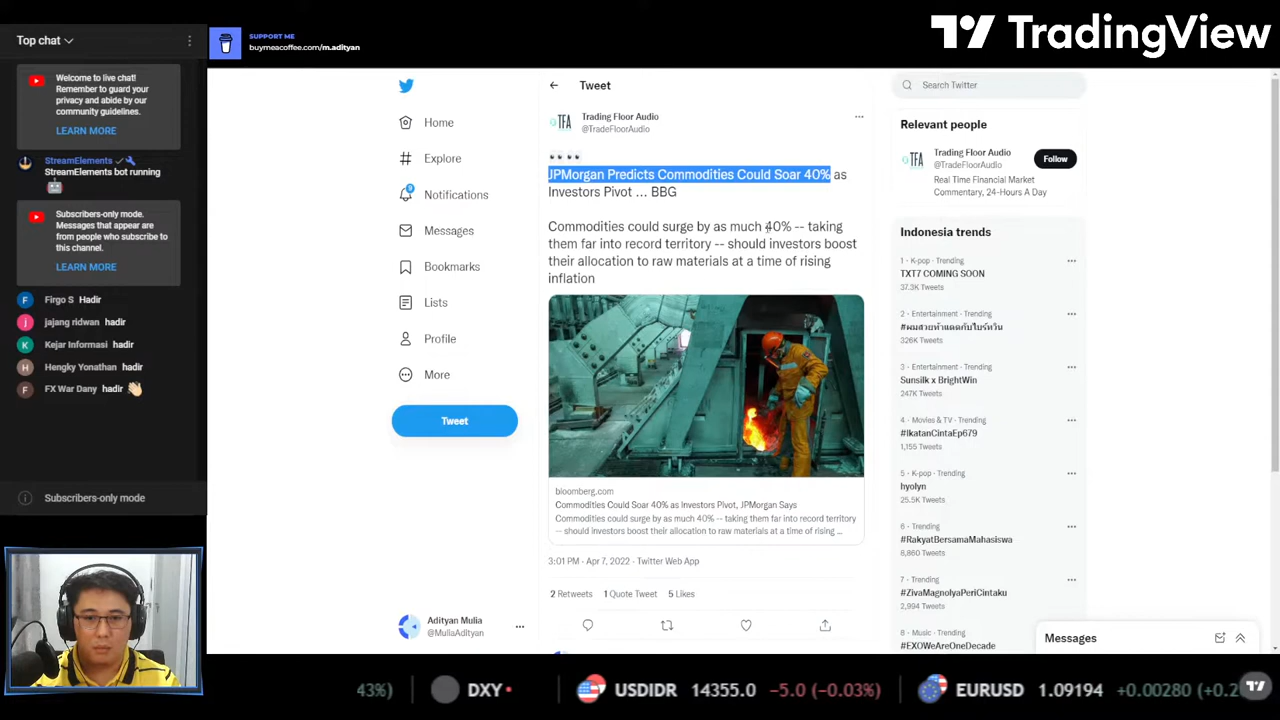 Top chat
Welcome to live chat!
Remember to guard your
privacy and abide by our
community guidelines.
LEARN MORE
StreamElements
StreamElements bot running
Subscribers-only mode.
Messages that appear are
from people who subscribe to
this channel.
LEARN MORE
F Firgo S Hadir
j jajang ridwan hadir
K Kejar Informasi hadir
H Hengky Yonathan hadir
F FX War Dany hadir
Subscribers-only mode
SUPPORT ME
buymeacoffee.com/m.adityan
TradingView
Home
Explore
9
Notifications
Messages
Bookmarks
Lists
Profile
More
Tweet
Adityan Mulia
@MuliaAdityan
Tweet
TFA
Trading Floor Audio
@TradeFloorAudio
JPMorgan Predicts Commodities Could Soar 40% as
Investors Pivot ... BBG
Commodities could surge by as much 40% -- taking
them far into record territory -- should investors boost
their allocation to raw materials at a time of rising
inflation
bloomberg.com
Commodities Could Soar 40% as Investors Pivot, JPMorgan Says
Commodities could surge by as much 40% -- taking them far into record territory
-- should investors boost their allocation to raw materials at a time of rising ...
3:01 PM · Apr 7, 2022 · Twitter Web App
2 Retweets 1 Quote Tweet 5 Likes
Search Twitter
Relevant people
TFA
Trading Floor Audio
@TradeFloorAudio
Follow
Real Time Financial Market
Commentary, 24-Hours A Day
Indonesia trends
1 · K-pop · Trending
TXT7 COMING SOON
37.3K Tweets
2 · Entertainment · Trending
326K Tweets
3 · Entertainment · Trending
Sunsilk x BrightWin
247K Tweets
4 · Movies & TV · Trending
#IkatanCintaEp679
1,155 Tweets
5 · K-pop · Trending
hyolyn
25.5K Tweets
6 · Trending
#RakyatBersamaMahasiswa
8,860 Tweets
7 · Trending
#ZivaMagnolyaPeriCintaku
2,994 Tweets
8 · Music · Trending
#EXOWeAreOneDecade
Messages
43%) DXY USDIDR 14355.0 −5.0 (−0.03%) EURUSD 1.09194 +0.00280 (+0.2